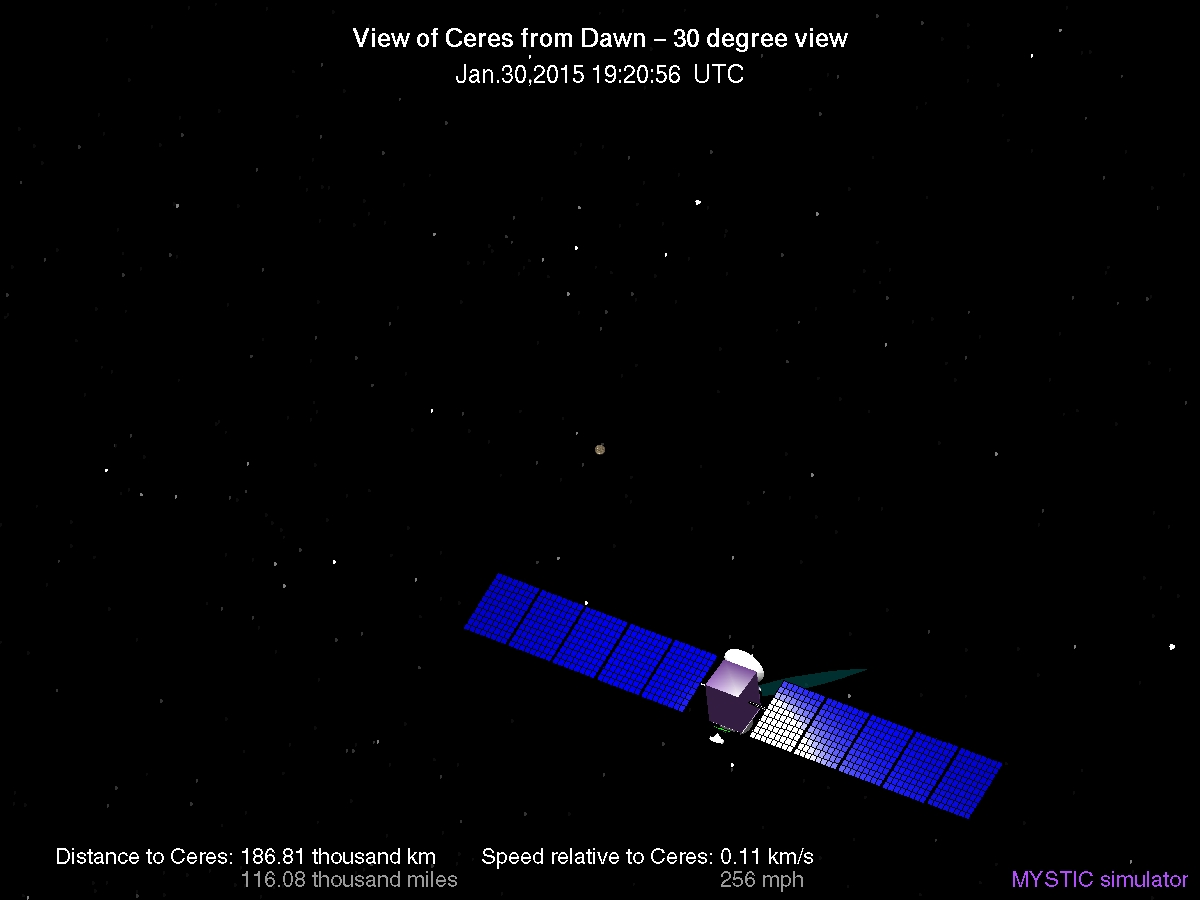 View of Ceres from Dawn – 30 degree view
Jan.30,2015 19:20:56 UTC
Distance to Ceres: 186.81 thousand km Speed relative to Ceres: 0.11 km/s
116.08 thousand miles 256 mph MYSTIC simulator